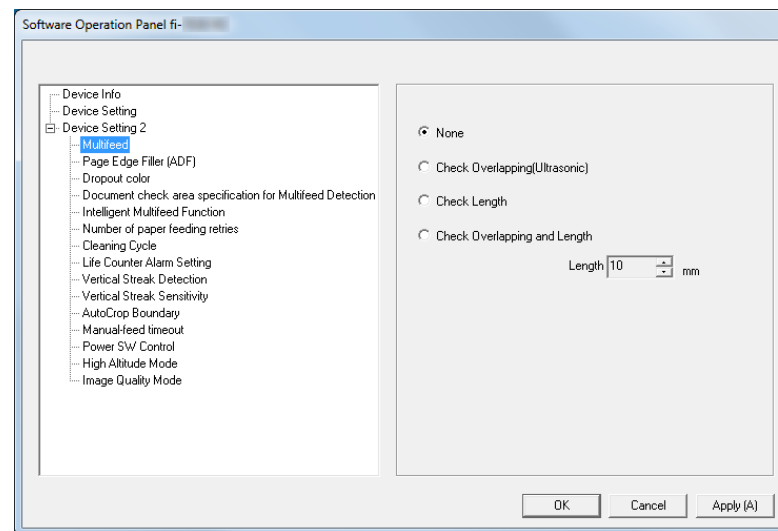 Software Operation Panel fi-
Device Info
Device Setting
Device Setting 2
Multifeed
Page Edge Filler (ADF)
Dropout color
Document check area specification for Multifeed Detection
Intelligent Multifeed Function
Number of paper feeding retries
Cleaning Cycle
Life Counter Alarm Setting
Vertical Streak Detection
Vertical Streak Sensitivity
AutoCrop Boundary
Manual-feed timeout
Power SW Control
High Altitude Mode
Image Quality Mode
None
Check Overlapping(Ultrasonic)
Check Length
Check Overlapping and Length
Length 10 mm
OK Cancel Apply (A)